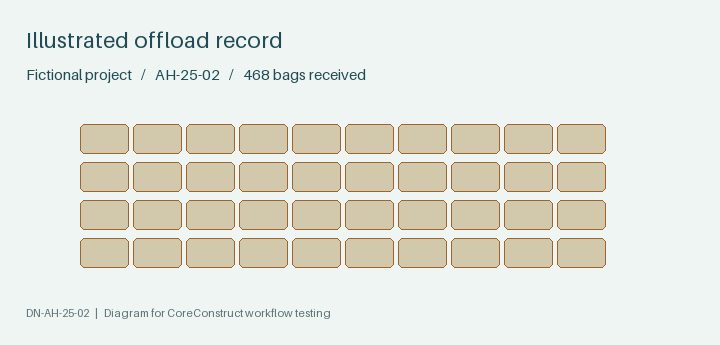 Illustrated offload record
Fictional project / AH-25-02 / 468 bags received
DN-AH-25-02 | Diagram for CoreConstruct workflow testing